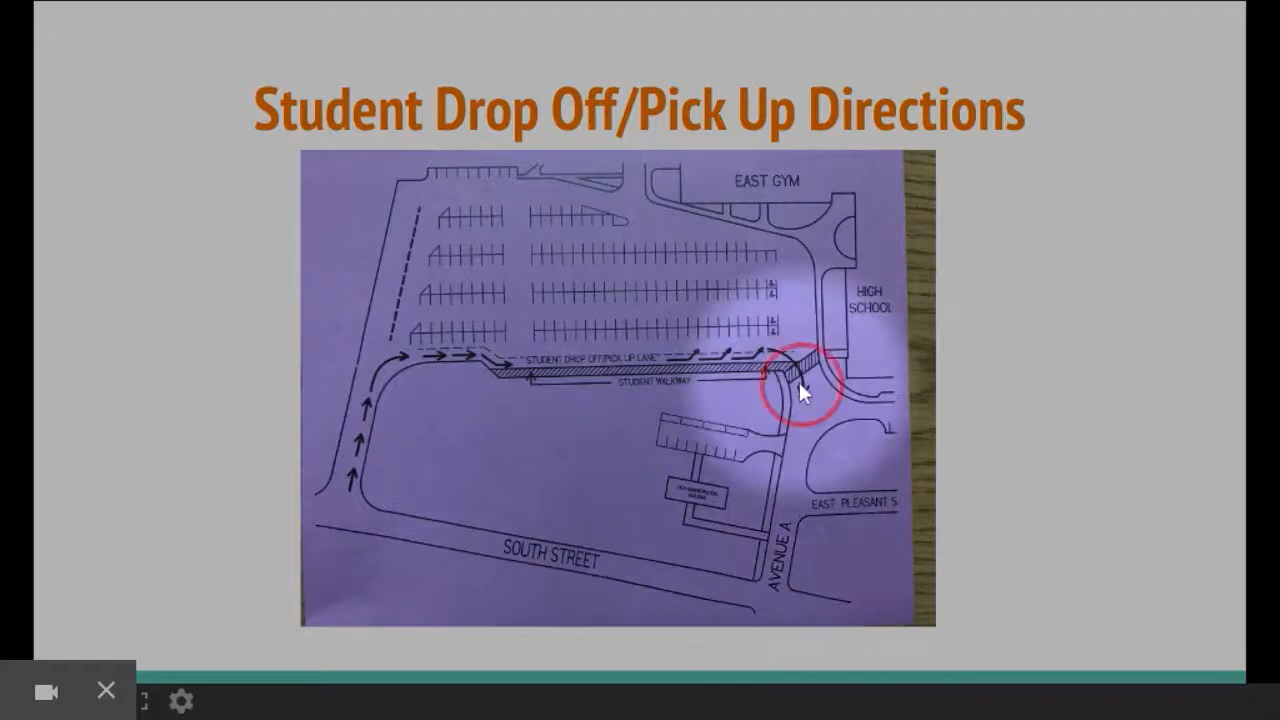 Student Drop Off/Pick Up Directions
EAST GYM
HIGH
SCHOOL
"STUDENT DROP OFF/PICK UP LANE"
STUDENT WALKWAY
EAST PLEASANT S
SOUTH STREET
AVENUE A